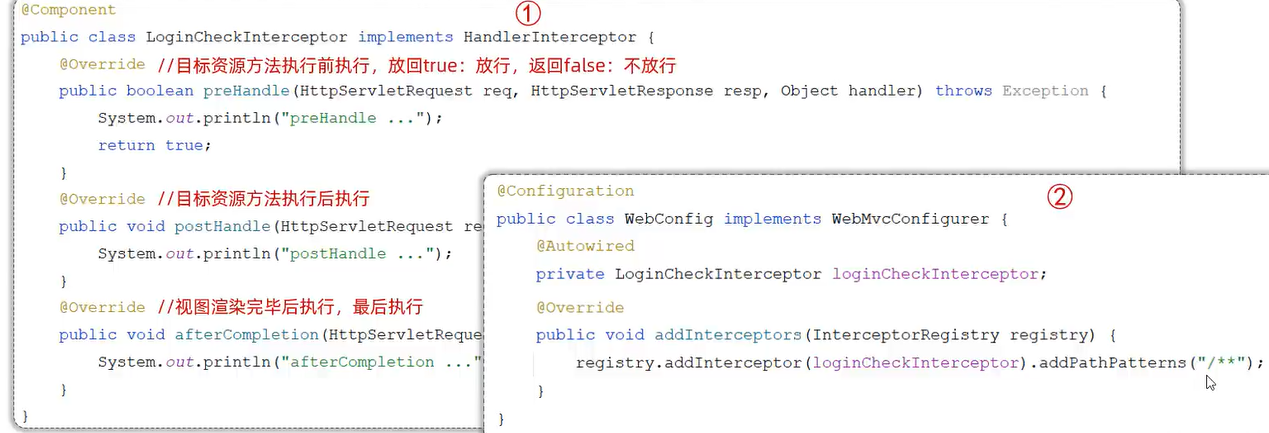 @Component
①
public class LoginCheckInterceptor implements HandlerInterceptor {
@Override //目标资源方法执行前执行，放回true：放行，返回false：不放行
public boolean preHandle(HttpServletRequest req, HttpServletResponse resp, Object handler) throws Exception {
System.out.println("preHandle ...");
return true;
}
@Override //目标资源方法执行后执行
public void postHandle(HttpServletRequest re
System.out.println("postHandle ...");
}
@Override //视图渲染完毕后执行，最后执行
public void afterCompletion(HttpServletReque
System.out.println("afterCompletion ..."
}
}
@Configuration
②
public class WebConfig implements WebMvcConfigurer {
@Autowired
private LoginCheckInterceptor loginCheckInterceptor;
@Override
public void addInterceptors(InterceptorRegistry registry) {
registry.addInterceptor(loginCheckInterceptor).addPathPatterns("/**");
}
}